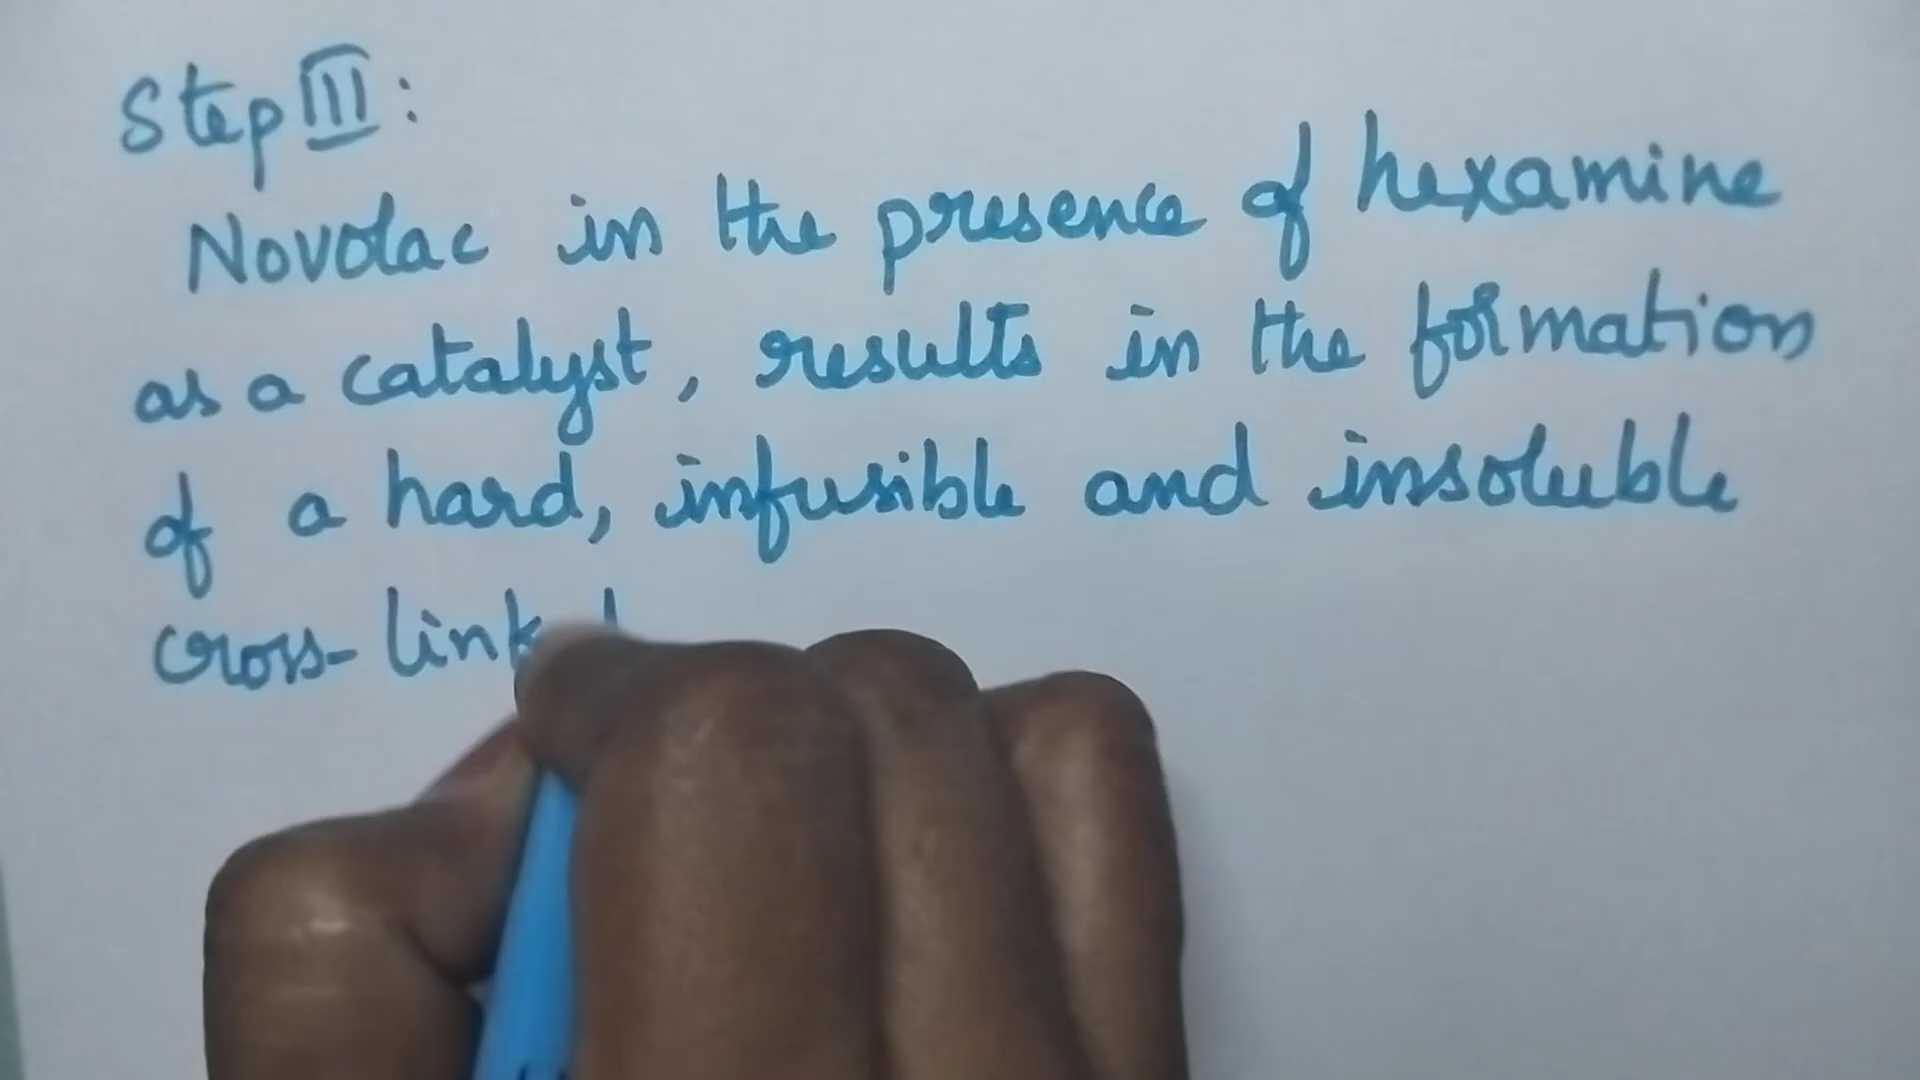 Step III:
Novolac in the presence of hexamine
as a catalyst, results in the formation
of a hard, infusible and insoluble
cross-